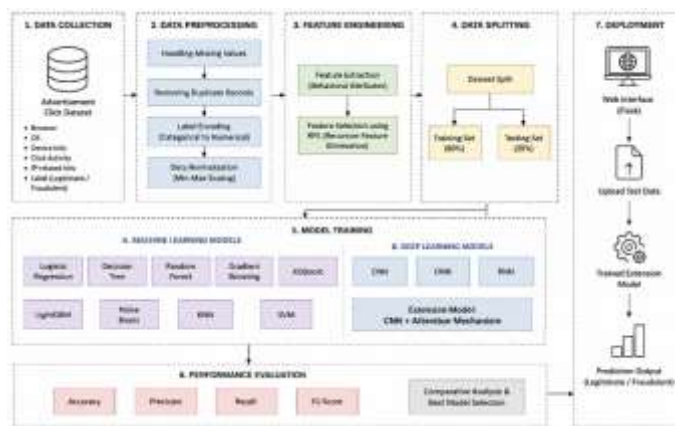 1. DATA COLLECTION
Advertisement
Click Dataset
Browser
OS
Device Info
Click Activity
IP-related Info
Label (Legitimate /
Fraudulent)
2. DATA PREPROCESSING
Handling Missing Values
Removing Duplicate Records
Label Encoding
(Categorical to Numerical)
Data Normalization
(Min-Max Scaling)
3. FEATURE ENGINEERING
Feature Extraction
(Behavioral Attributes)
Feature Selection using
RFE (Recursive Feature
Elimination)
4. DATA SPLITTING
Dataset Split
Training Set
(80%)
Testing Set
(20%)
5. MODEL TRAINING
A. MACHINE LEARNING MODELS
Logistic
Regression
Decision
Tree
Random
Forest
Gradient
Boosting
XGBoost
LightGBM
Naive
Bayes
KNN
SVM
B. DEEP LEARNING MODELS
CNN
DNN
RNN
Extension Model
CNN + Attention Mechanism
6. PERFORMANCE EVALUATION
Accuracy
Precision
Recall
F1-Score
Comparative Analysis &
Best Model Selection
7. DEPLOYMENT
Web Interface
(Flask)
Upload Test Data
Trained Extension
Model
Prediction Output
(Legitimate / Fraudulent)